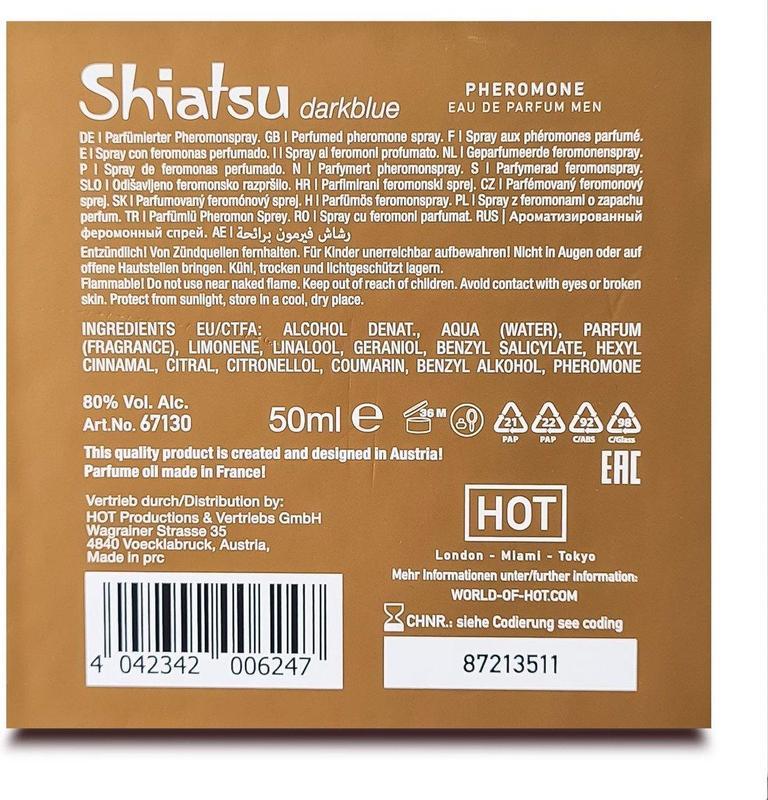 Shiatsu darkblue
PHEROMONE
EAU DE PARFUM MEN
DE | Parfümierter Pheromonspray. GB | Perfumed pheromone spray. F | Spray aux phéromones parfumé.
E | Spray con feromonas perfumado. I | Spray al feromoni profumato. NL | Geparfumeerde feromonenspray.
P | Spray de feromonas perfumado. N | Parfymert pheromonspray. S | Parfymerad feromonspray.
SLO | Odišavljeno feromonsko razpršilo. HR | Parfimirani feromonski sprej. CZ | Parfémovaný feromonový
sprej. SK | Parfumovaný feromónový sprej. H | Parfümös feromonspray. PL | Spray z feromonami o zapachu
perfum. TR | Parfümlü Pheromon Sprey. RO | Spray cu feromoni parfumat. RUS | Ароматизированный
феромонный спрей. AE | رشاش فيرمون برائحة
Entzündlich! Von Zündquellen fernhalten. Für Kinder unerreichbar aufbewahren! Nicht in Augen oder auf
offene Hautstellen bringen. Kühl, trocken und lichtgeschützt lagern.
Flammable! Do not use near naked flame. Keep out of reach of children. Avoid contact with eyes or broken
skin. Protect from sunlight, store in a cool, dry place.
INGREDIENTS EU/CTFA: ALCOHOL DENAT., AQUA (WATER), PARFUM
(FRAGRANCE), LIMONENE, LINALOOL, GERANIOL, BENZYL SALICYLATE, HEXYL
CINNAMAL, CITRAL, CITRONELLOL, COUMARIN, BENZYL ALKOHOL, PHEROMONE
80% Vol. Alc.
Art.No. 67130
50ml e
36 M
21 PAP
22 PAP
92 C/ABS
98 C/Glass
This quality product is created and designed in Austria!
Parfume oil made in France!
EAC
Vertrieb durch/Distribution by:
HOT Productions & Vertriebs GmbH
Wagrainer Strasse 35
4840 Voecklabruck, Austria,
Made in prc
HOT
London - Miami - Tokyo
Mehr Informationen unter/further Information:
WORLD-OF-HOT.COM
CHNR.: siehe Codierung see coding
4 042342 006247
87213511